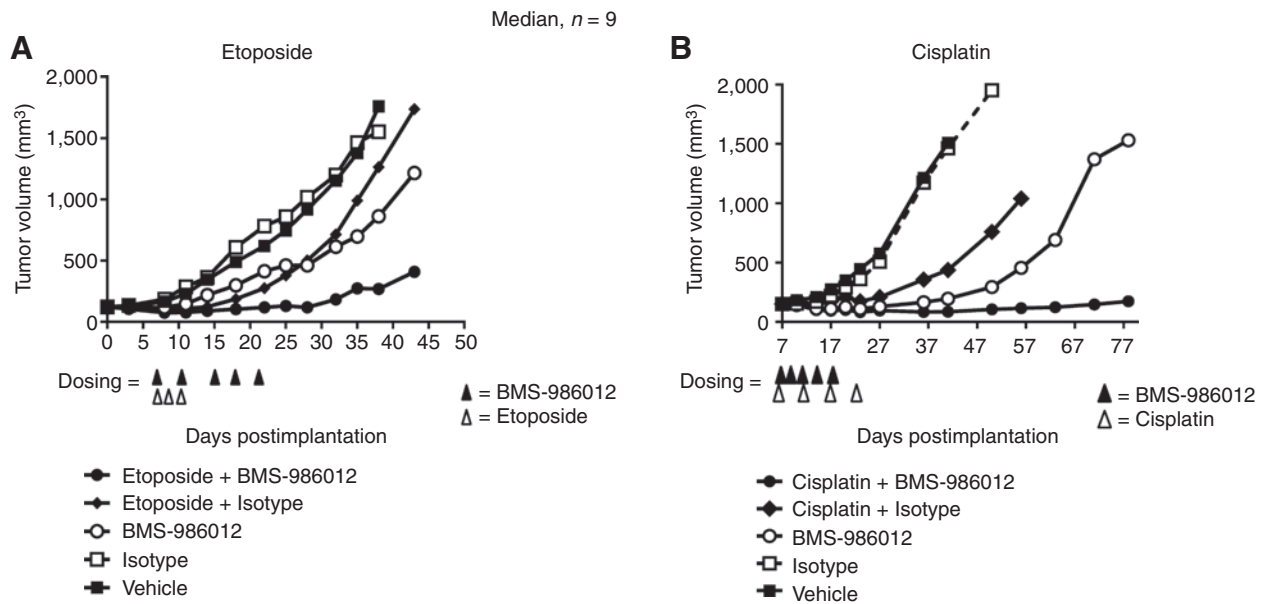 Median, n = 9
A
Etoposide
Tumor volume (mm³)
2,000
1,500
1,000
500
0
0 5 10 15 20 25 30 35 40 45 50
Dosing =
= BMS-986012
= Etoposide
Days postimplantation
Etoposide + BMS-986012
Etoposide + Isotype
BMS-986012
Isotype
Vehicle
B
Cisplatin
Tumor volume (mm³)
2,000
1,500
1,000
500
0
7 17 27 37 47 57 67 77
Dosing =
= BMS-986012
= Cisplatin
Days postimplantation
Cisplatin + BMS-986012
Cisplatin + Isotype
BMS-986012
Isotype
Vehicle